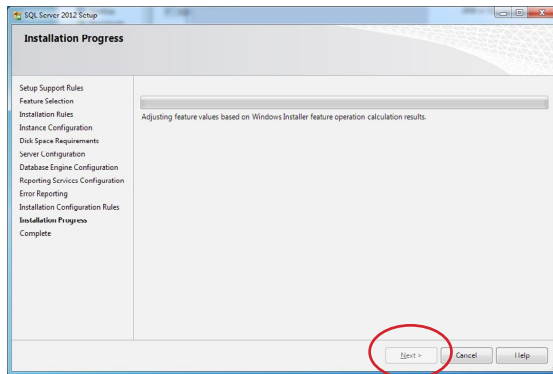 SQL Server 2012 Setup
Installation Progress
Setup Support Rules
Feature Selection
Installation Rules
Instance Configuration
Disk Space Requirements
Server Configuration
Database Engine Configuration
Reporting Services Configuration
Error Reporting
Installation Configuration Rules
Installation Progress
Complete
Adjusting feature values based on Windows Installer feature operation calculation results.
Next >
Cancel
Help